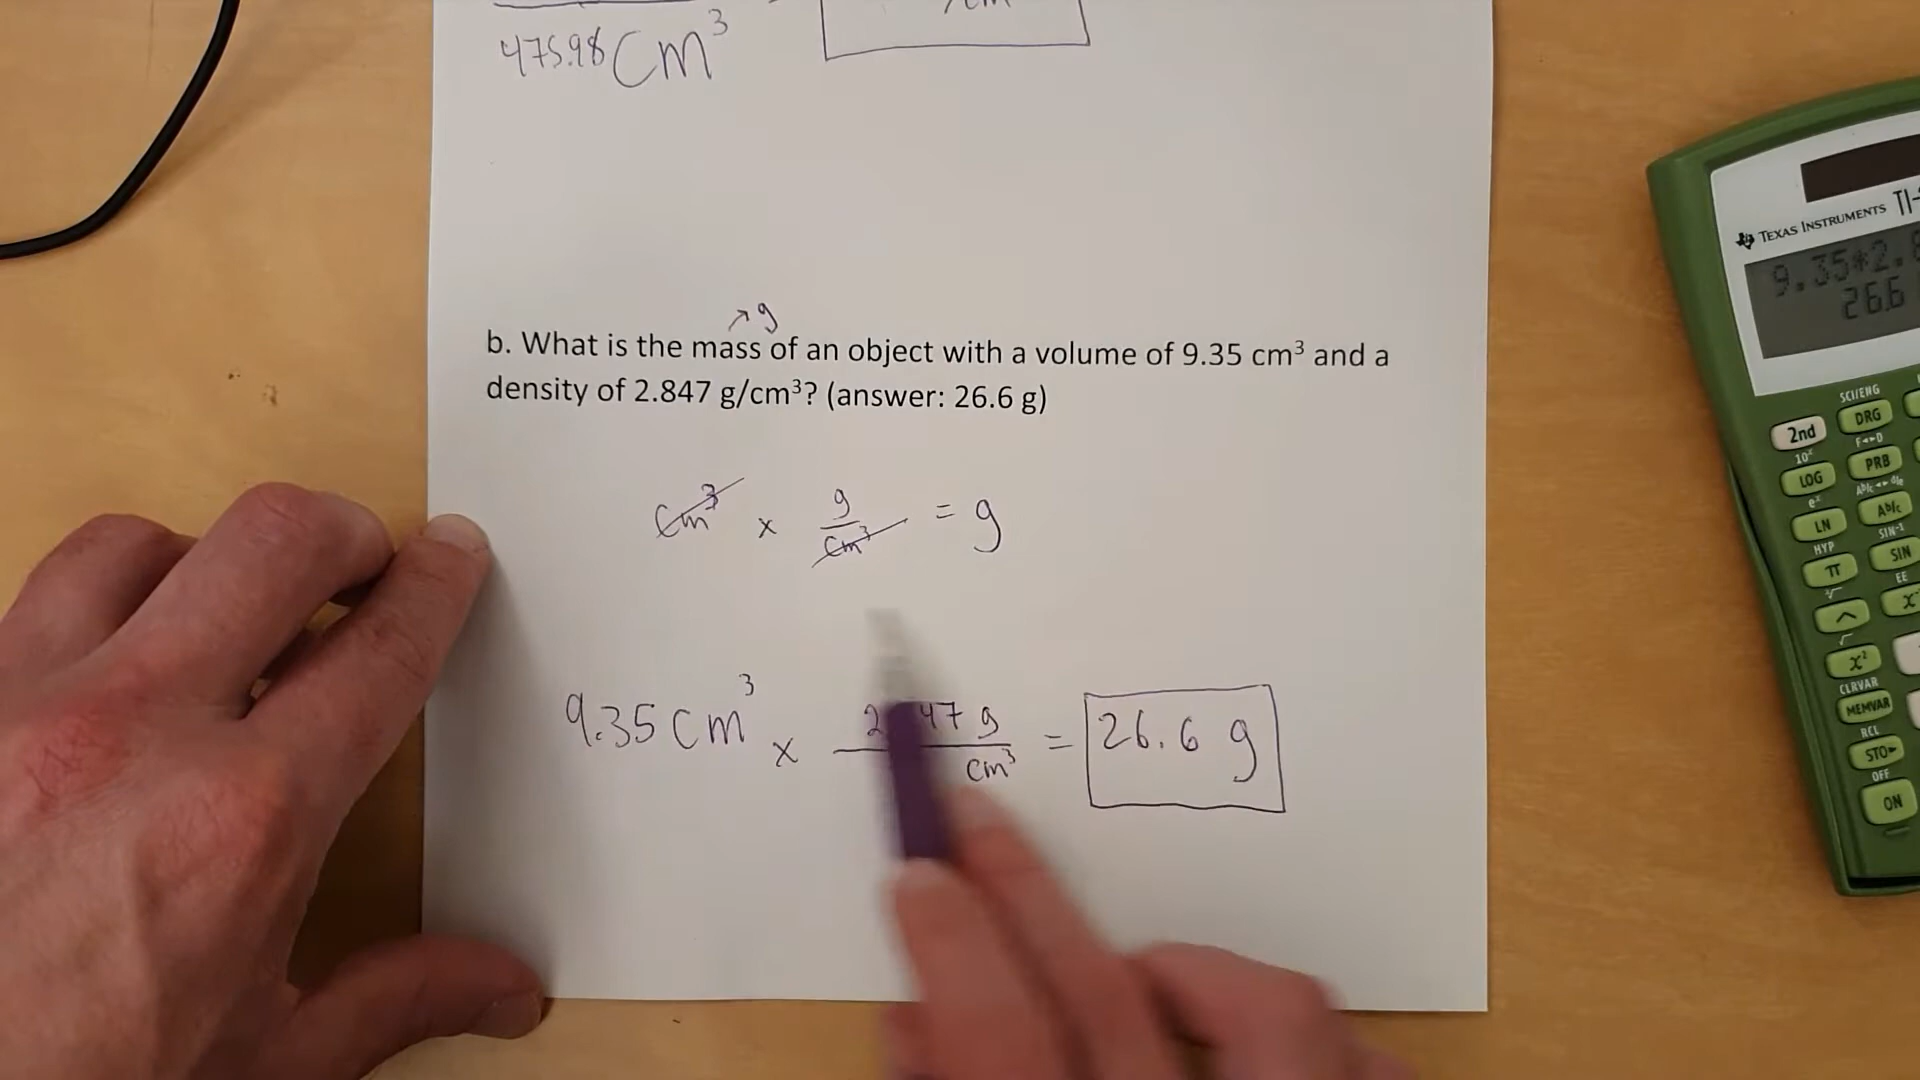 475.98 cm³
b. What is the mass of an object with a volume of 9.35 cm³ and a
↗ g
density of 2.847 g/cm³? (answer: 26.6 g)
cm³ x g/cm³ = g
9.35 cm³ x 47 g / cm³ = 26.6 g
TEXAS INSTRUMENTS TI-
9.35*2.8
26.6
SCI/ENG
2nd DRG
10ˣ F◄►D
LOG PRB
eˣ Ab/c◄►d/e
LN Ab/c
HYP SIN-1
π SIN
EE
^
√
x²
CLRVAR
MEMVAR
RCL
STO►
OFF
ON